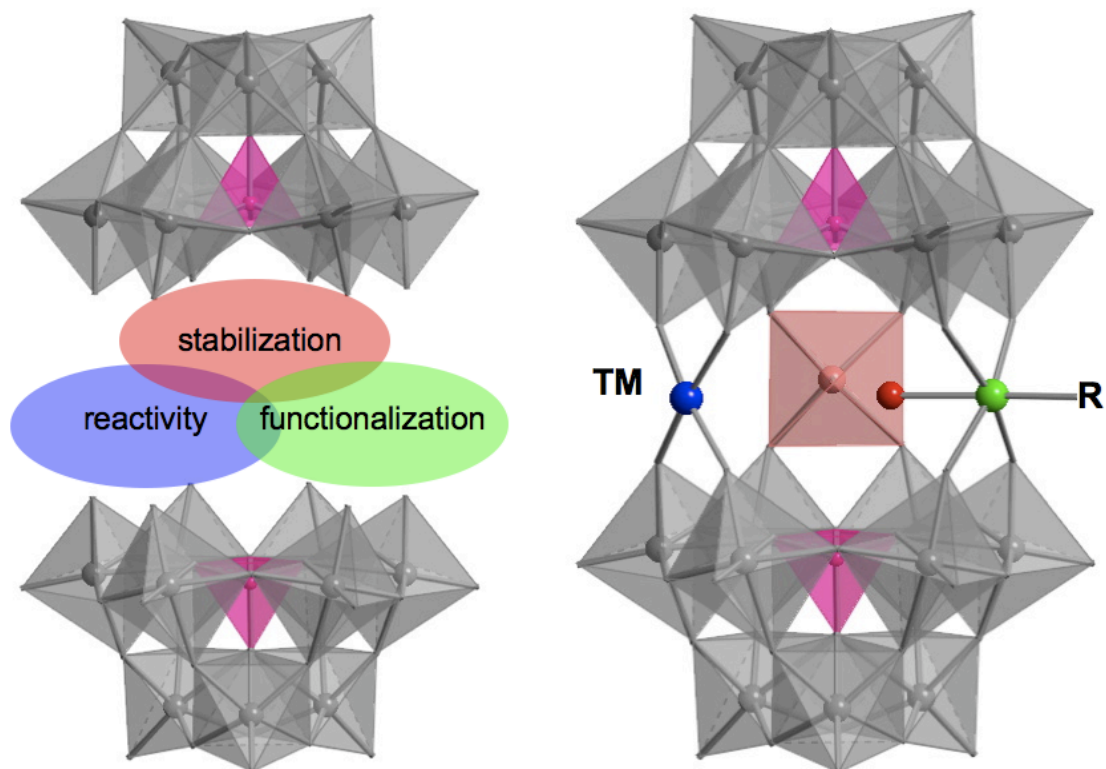 stabilization
reactivity
functionalization
TM
R